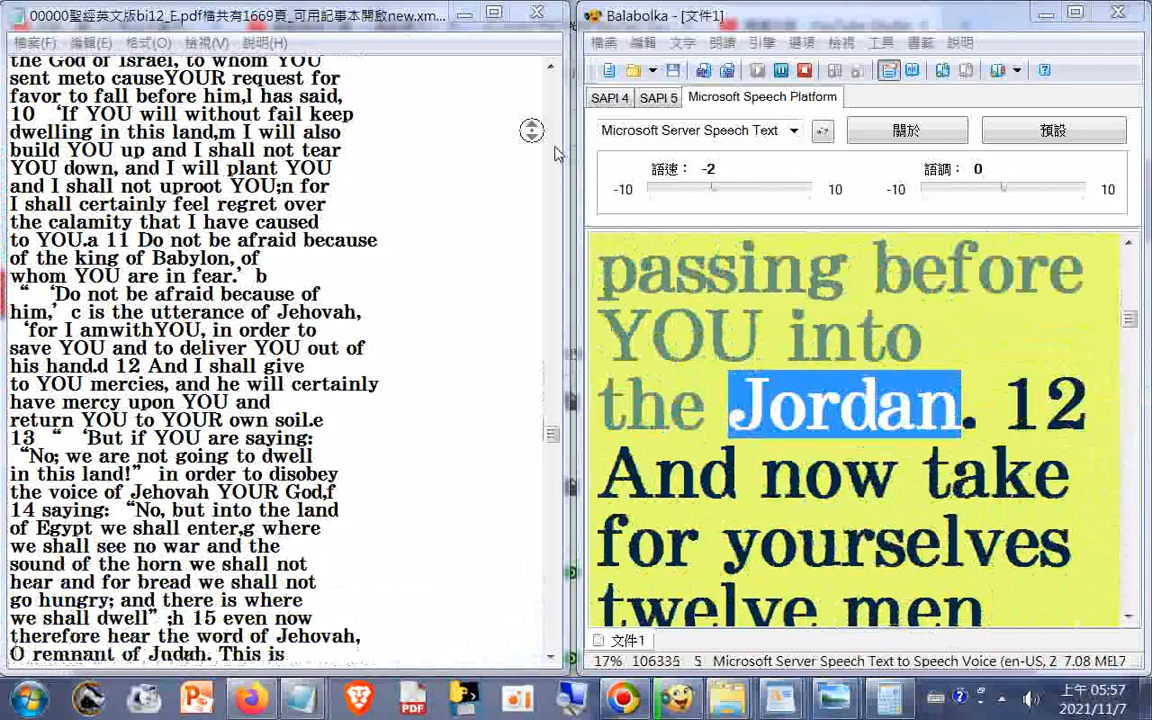 00000聖經英文版bi12_E.pdf檔共有1669頁_可用記事本開啟new.xm...
檔案(F) 編輯(E) 格式(O) 檢視(V) 說明(H)
the God of Israel, to whom YOU
sent meto causeYOUR request for
favor to fall before him,l has said,
10 ‘If YOU will without fail keep
dwelling in this land,m I will also
build YOU up and I shall not tear
YOU down, and I will plant YOU
and I shall not uproot YOU;n for
I shall certainly feel regret over
the calamity that I have caused
to YOU.a 11 Do not be afraid because
of the king of Babylon, of
whom YOU are in fear.’ b
“ ‘Do not be afraid because of
him,’ c is the utterance of Jehovah,
‘for I amwithYOU, in order to
save YOU and to deliver YOU out of
his hand.d 12 And I shall give
to YOU mercies, and he will certainly
have mercy upon YOU and
return YOU to YOUR own soil.e
13 “ ‘But if YOU are saying:
“No; we are not going to dwell
in this land!” in order to disobey
the voice of Jehovah YOUR God,f
14 saying: “No, but into the land
of Egypt we shall enter,g where
we shall see no war and the
sound of the horn we shall not
hear and for bread we shall not
go hungry; and there is where
we shall dwell” ;h 15 even now
therefore hear the word of Jehovah,
O remnant of Judah. This is
Balabolka - [文件1]
檔案 編輯 文字 朗讀 引擎 選項 檢視 工具 書籤 說明
SAPI 4 SAPI 5 Microsoft Speech Platform
Microsoft Server Speech Text 關於 預設
語速： -2 語調： 0
-10 10 -10 10
passing before
YOU into
the Jordan. 12
And now take
for yourselves
twelve men
文件1
17% 106335 S Microsoft Server Speech Text to Speech Voice (en-US, 2 7.08 ME17
PDF
上午 05:57
2021/11/7